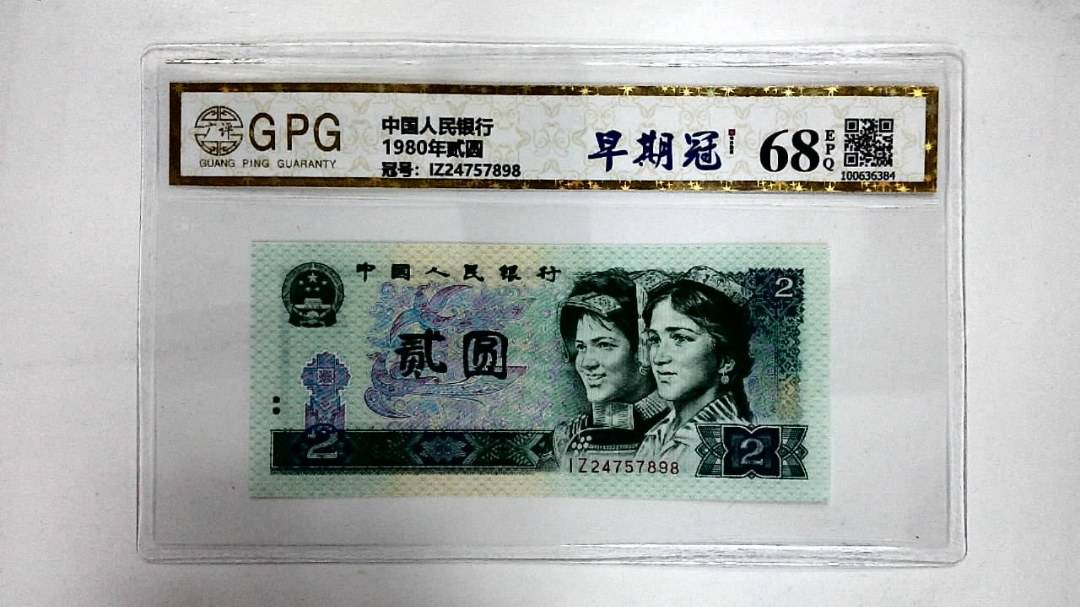 广评
GPG
GUANG PING GUARANTY
中国人民银行
1980年贰圆
冠号：IZ24757898
早期冠
68
EPQ
100636384
中国人民银行
2
贰圆
2
IZ24757898
2